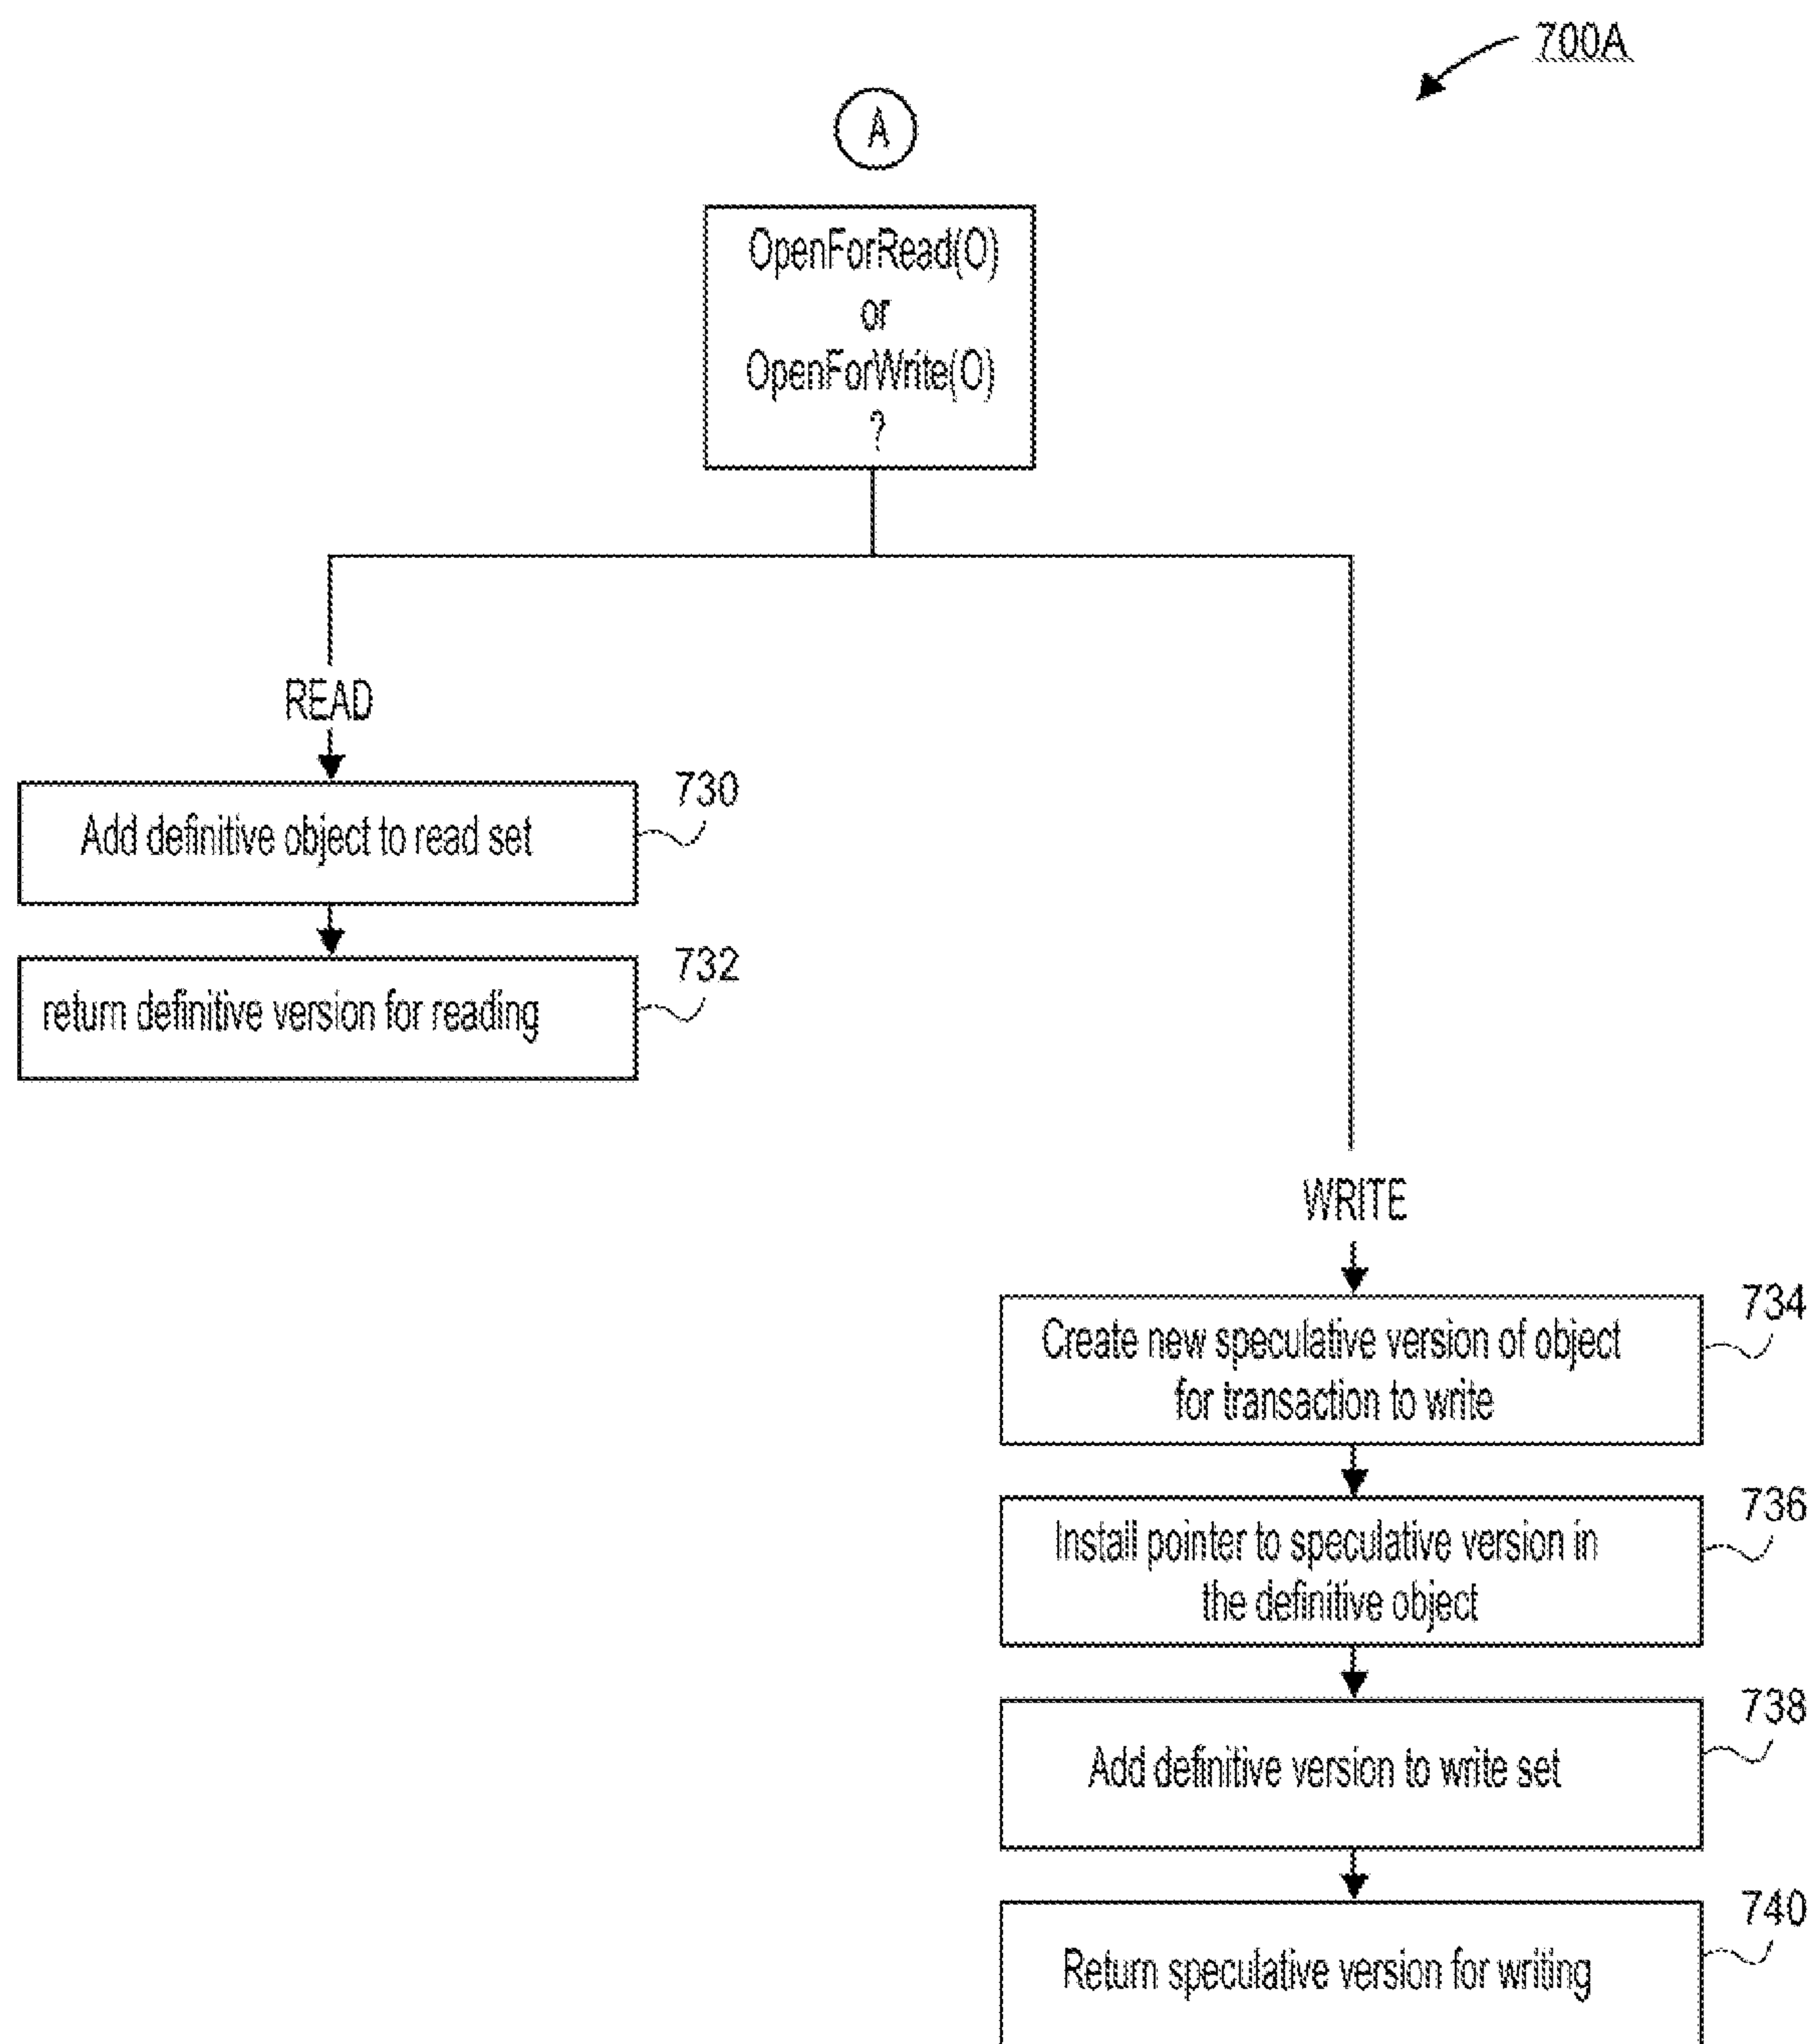 700A
A
OpenForRead(O)
or
OpenForWrite(O)
?
READ
Add definitive object to read set
730
return definitive version for reading
732
WRITE
Create new speculative version of object
for transaction to write
734
Install pointer to speculative version in
the definitive object
736
Add definitive version to write set
738
Return speculative version for writing
740